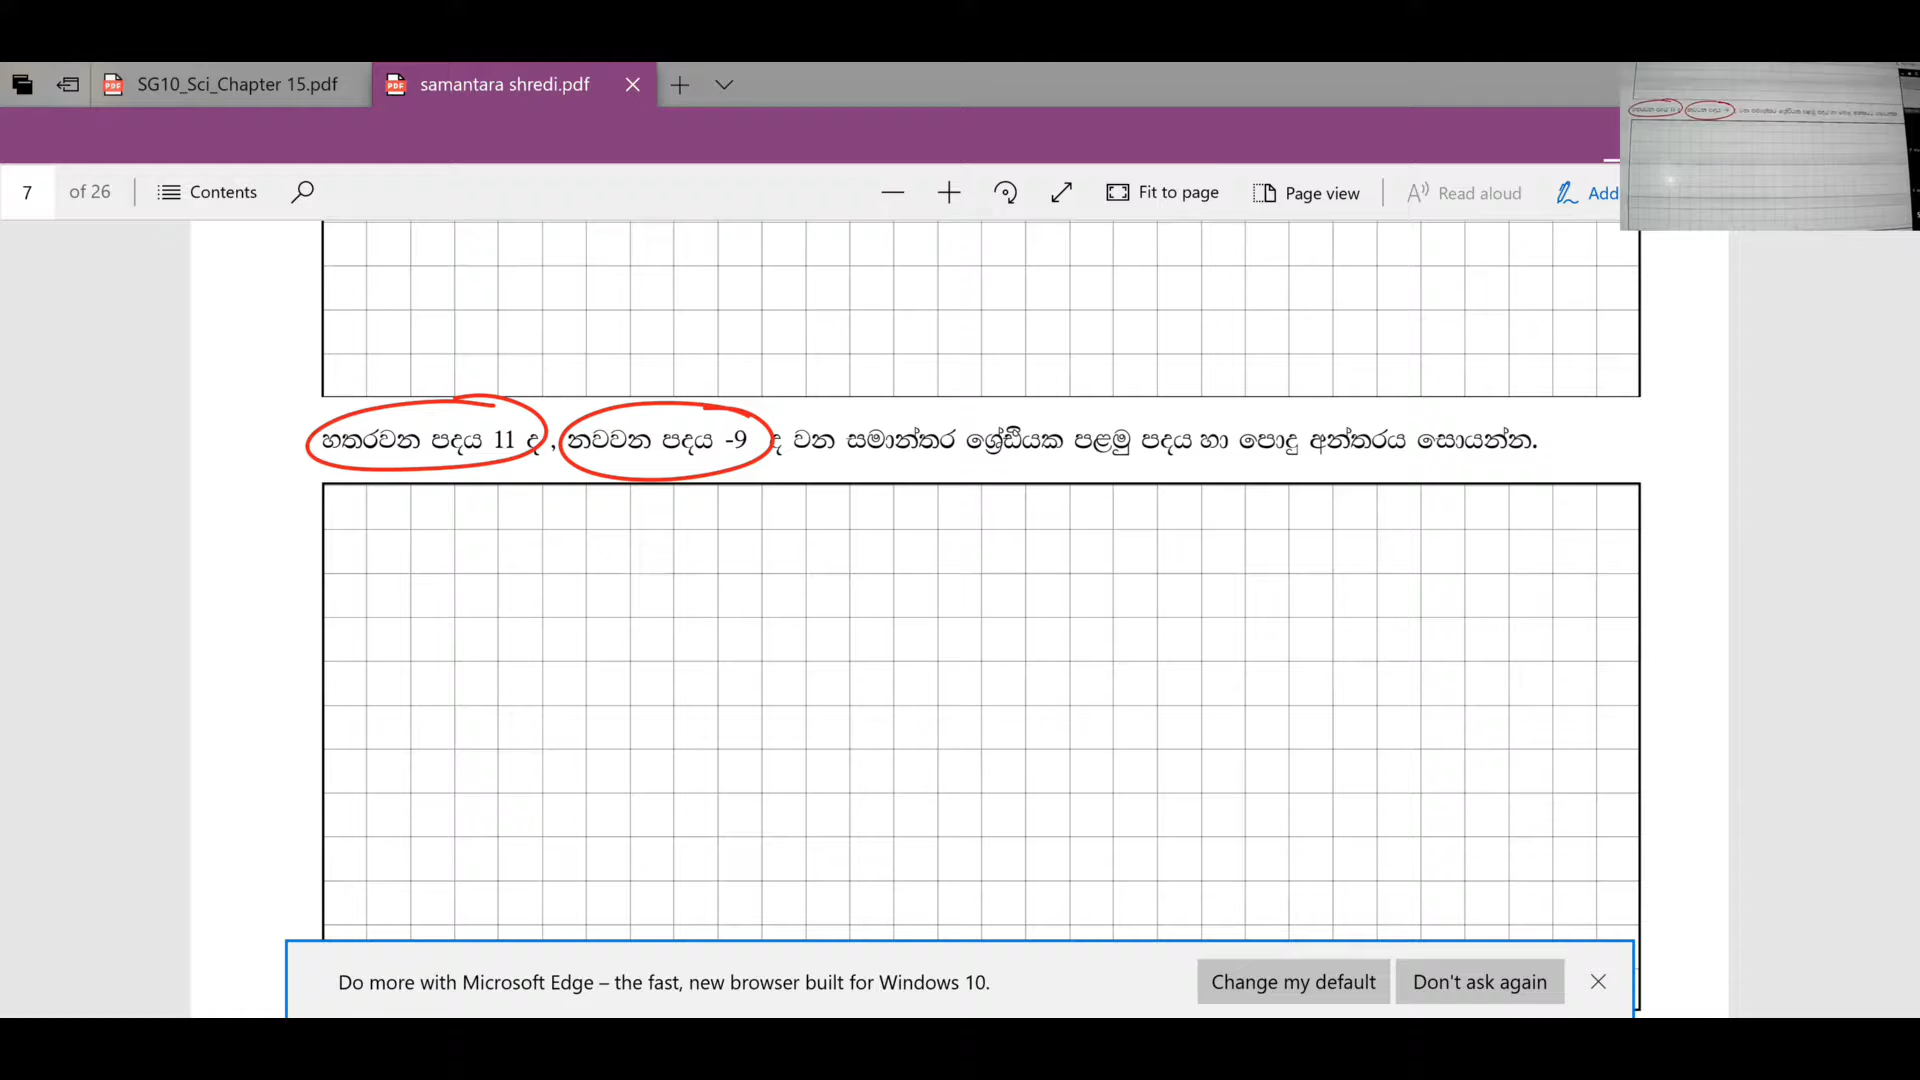 SG10_Sci_Chapter 15.pdf samantara shredi.pdf
7 of 26 Contents Fit to page Page view Read aloud Add
හතරවන පදය 11 ද , නවවන පදය -9 ද වන සමාන්තර ශ්‍රේඪියක පළමු පදය හා පොදු අන්තරය සොයන්න.
Do more with Microsoft Edge – the fast, new browser built for Windows 10. Change my default Don't ask again